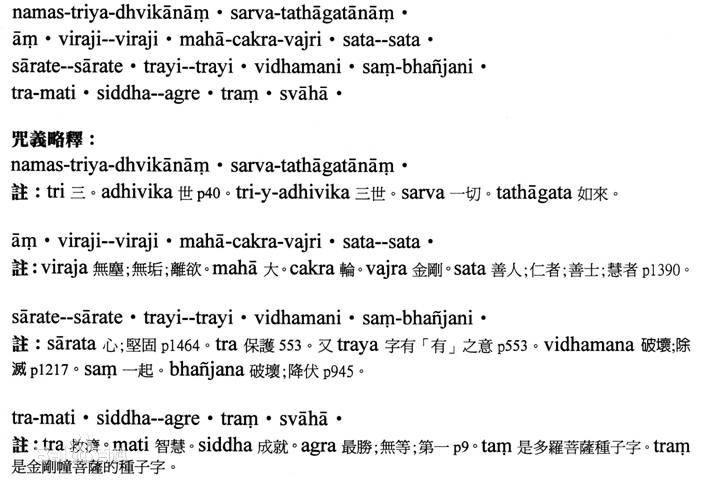 namas-triya-dhvikānāṃ・sarva-tathāgatānāṃ・
āṃ・viraji--viraji・mahā-cakra-vajri・sata--sata・
sārate--sārate・trayi--trayi・vidhamani・saṃ-bhañjani・
tra-mati・siddha--agre・traṃ・svāhā・
咒義略釋：
namas-triya-dhvikānāṃ・sarva-tathāgatānāṃ・
註：tri 三。adhivika 世 p40。tri-y-adhivika 三世。sarva 一切。tathāgata 如來。
āṃ・viraji--viraji・mahā-cakra-vajri・sata--sata・
註：viraja 無塵;無垢;離欲。mahā 大。cakra 輪。vajra 金剛。sata 善人;仁者;善士;慧者 p1390。
sārate--sārate・trayi--trayi・vidhamani・saṃ-bhañjani・
註：sārata 心;堅固 p1464。tra 保護 553。又 traya 字有「有」之意 p553。vidhamana 破壞;除
滅 p1217。saṃ 一起。bhañjana 破壞;降伏 p945。
tra-mati・siddha--agre・traṃ・svāhā・
註：tra 救濟。mati 智慧。siddha 成就。agra 最勝;無等;第一 p9。taṃ 是多羅菩薩種子字。traṃ
是金剛幢菩薩的種子字。